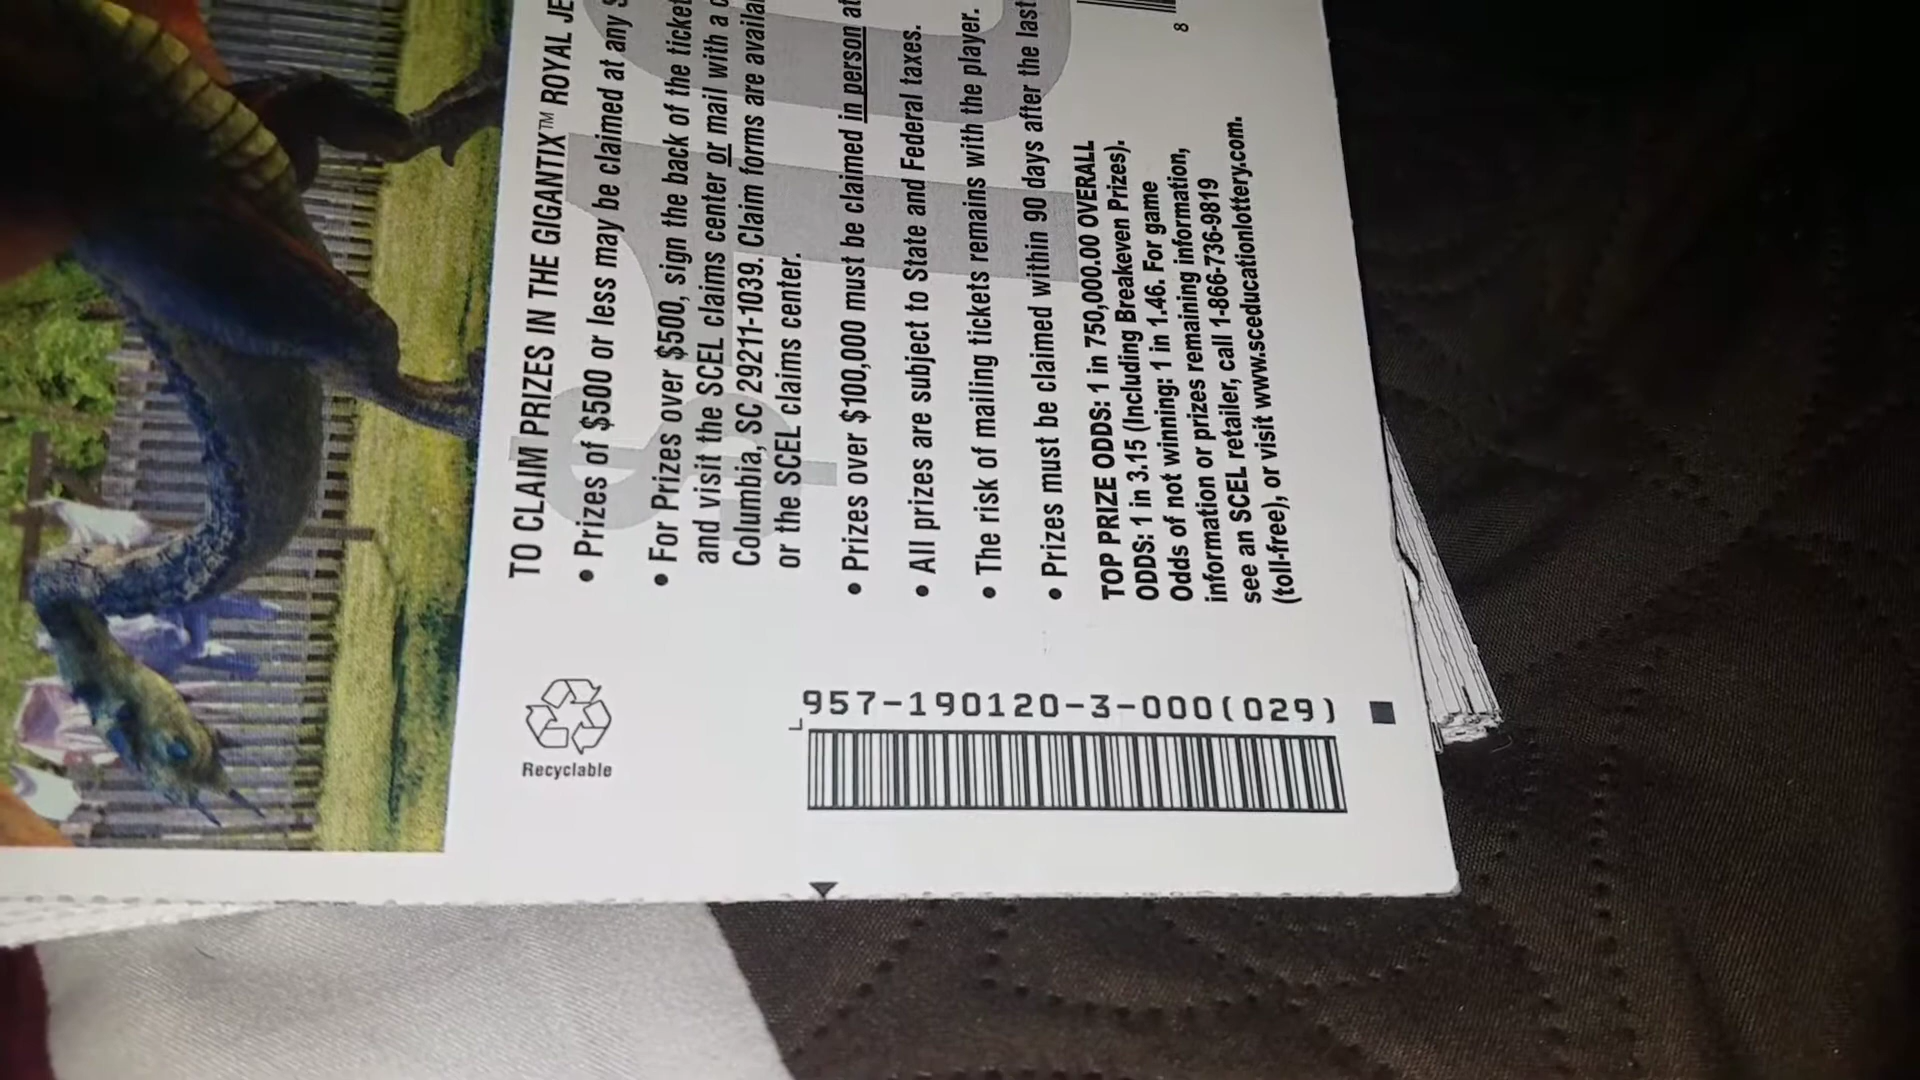 TO CLAIM PRIZES IN THE GIGANTIX™ ROYAL
• Prizes of $500 or less may be claimed at any
• For Prizes over $500, sign the back of the ticket
and visit the SCEL claims center or mail with a
Columbia, SC 29211-1039. Claim forms are
or the SCEL claims center.
• Prizes over $100,000 must be claimed in person at
• All prizes are subject to State and Federal taxes.
• The risk of mailing tickets remains with the player.
• Prizes must be claimed within 90 days after the last
TOP PRIZE ODDS: 1 in 750,000.00 OVERALL
ODDS: 1 in 3.15 (Including Breakeven Prizes).
Odds of not winning: 1 in 1.46. For game
information or prizes remaining information,
see an SCEL retailer, call 1-866-736-9819
(toll-free), or visit www.sceducationlottery.com.
8
Recyclable
957-190120-3-000(029)